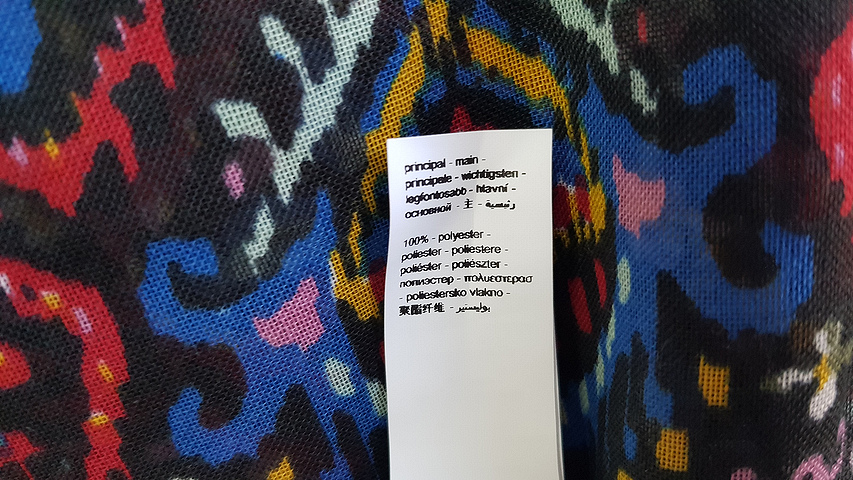 principal - main -
principale - wichtigsten -
legfontosabb - hlavní -
основной - 主 - رئيسية
100% - polyester -
poliester - poliestere -
poliéster - poliészter -
полиэстер - πολυεστερασ
- poliestersko vlakno -
聚酯纤维 - بوليستير